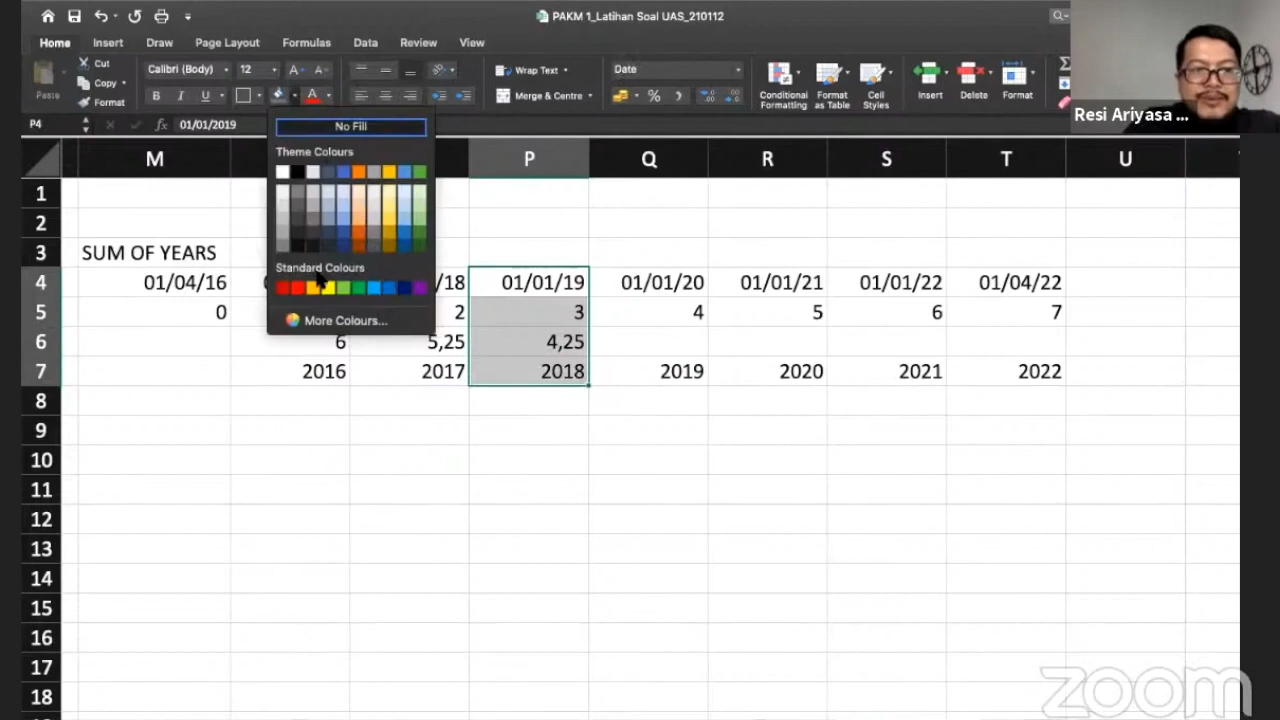 PAKM 1_Latihan Soal UAS_210112
Home Insert Draw Page Layout Formulas Data Review View
Paste Cut Copy Format
Calibri (Body) 12 A A
B I U A
Wrap Text
Merge & Centre
Date
%
Conditional Formatting
Format as Table
Cell Styles
Insert Delete Format
Resi Ariyasa ...
P4 fx 01/01/2019
No Fill
Theme Colours
Standard Colours
More Colours...
M P Q R S T U
1
2
3 SUM OF YEARS
4 01/04/16 /18 01/01/19 01/01/20 01/01/21 01/01/22 01/04/22
5 0 2 3 4 5 6 7
6 6 5,25 4,25
7 2016 2017 2018 2019 2020 2021 2022
8
9
10
11
12
13
14
15
16
17
18
zoom